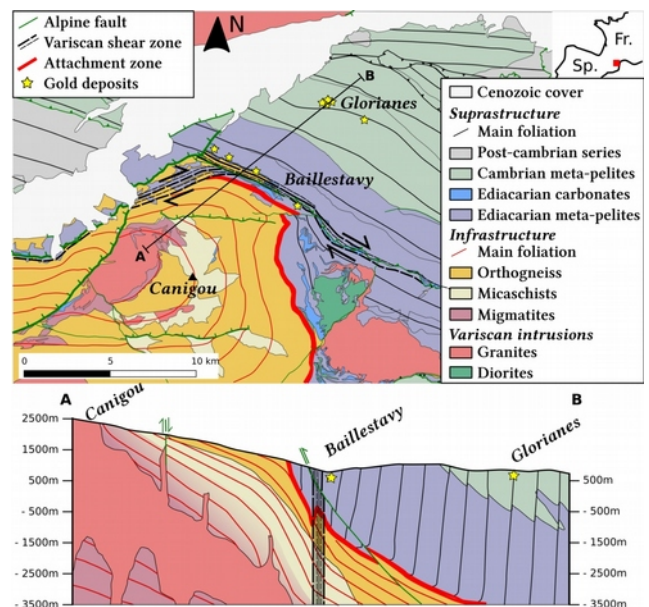 Alpine fault
Variscan shear zone
Attachment zone
Gold deposits
N
Fr.
Sp.
B
Glorianes
Baillestavy
A
Canigou
0 5 10 km
Cenozoic cover
Suprastructure
Main foliation
Post-cambrian series
Cambrian meta-pelites
Ediacarian carbonates
Ediacarian meta-pelites
Infrastructure
Main foliation
Orthogneiss
Micaschists
Migmatites
Variscan intrusions
Granites
Diorites
A
B
Canigou
Baillestavy
Glorianes
2500m
1500m
500m
- 500m
- 1500m
- 2500m
- 3500m
500m
- 500m
- 1500m
- 2500m
- 3500m